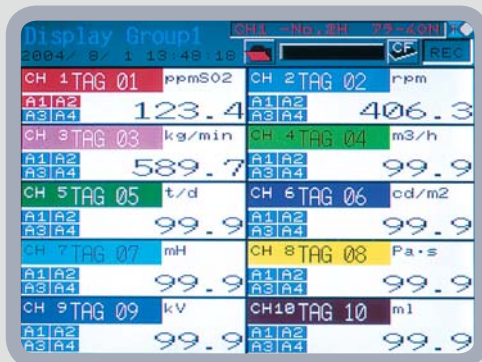 Display Group1 CH1 -No.2H 79-60N
2004/ 8/ 1 13:48:18 CF REC
CH 1 TAG 01 ppmSO2 CH 2 TAG 02 rpm
A1 A2 A3 A4 123.4 A1 A2 A3 A4 406.3
CH 3 TAG 03 kg/min CH 4 TAG 04 m3/h
A1 A2 A3 A4 589.7 A1 A2 A3 A4 99.9
CH 5 TAG 05 t/d CH 6 TAG 06 cd/m2
A1 A2 A3 A4 99.9 A1 A2 A3 A4 99.9
CH 7 TAG 07 mH CH 8 TAG 08 Pa·s
A1 A2 A3 A4 99.9 A1 A2 A3 A4 99.9
CH 9 TAG 09 kV CH10 TAG 10 ml
A1 A2 A3 A4 99.9 A1 A2 A3 A4 99.9